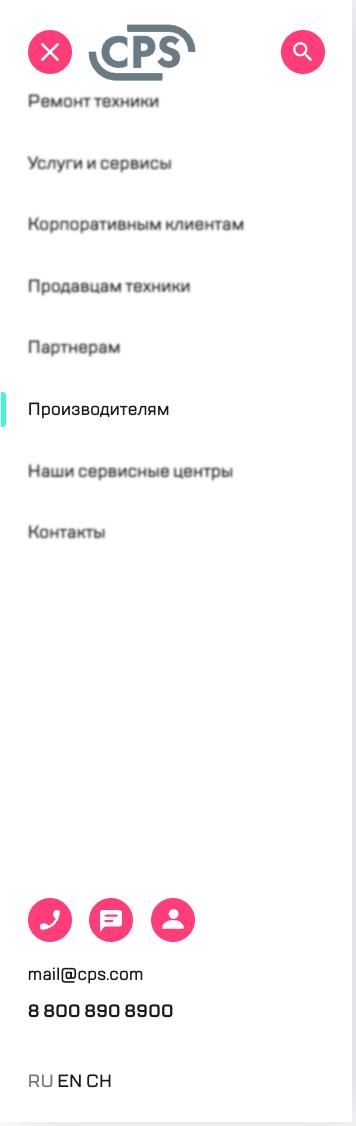 CPS
Ремонт техники
Услуги и сервисы
Корпоративным клиентам
Продавцам техники
Партнерам
Производителям
Наши сервисные центры
Контакты
mail@cps.com
8 800 890 8900
RU EN CH